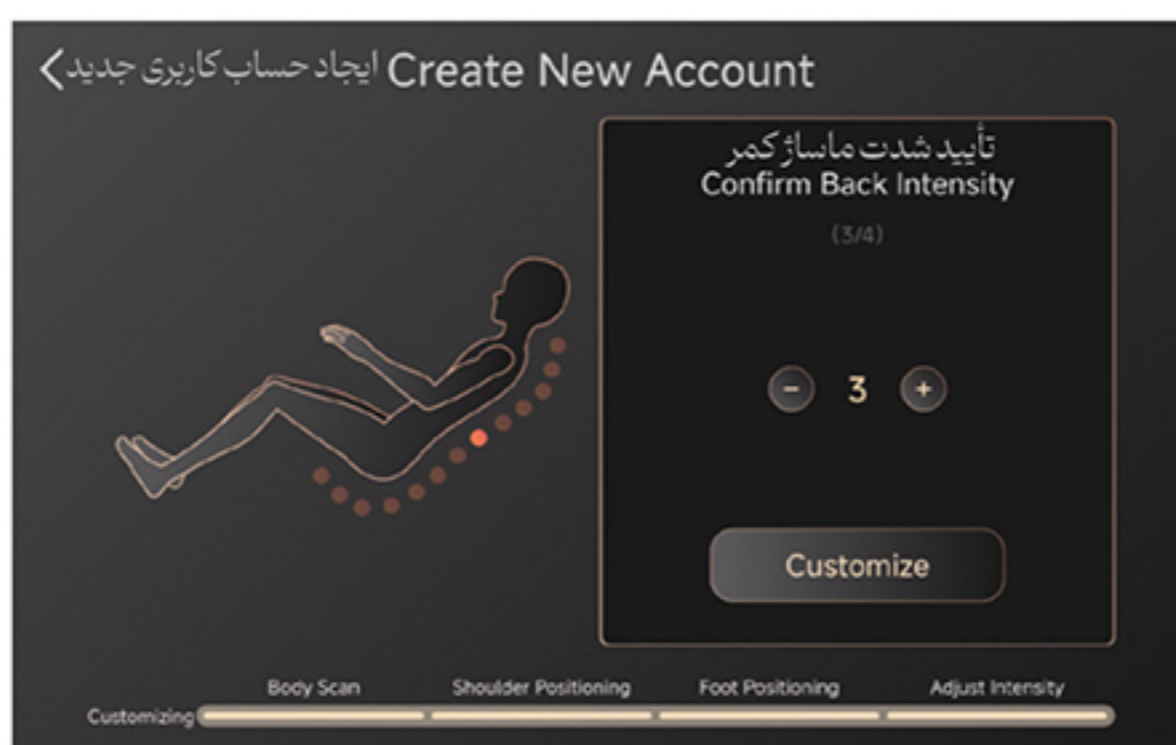 ایجاد حساب کاربری جدید Create New Account
تأیید شدت ماساژ کمر
Confirm Back Intensity
(3/4)
- 3 +
Customize
Body Scan Shoulder Positioning Foot Positioning Adjust Intensity
Customizing